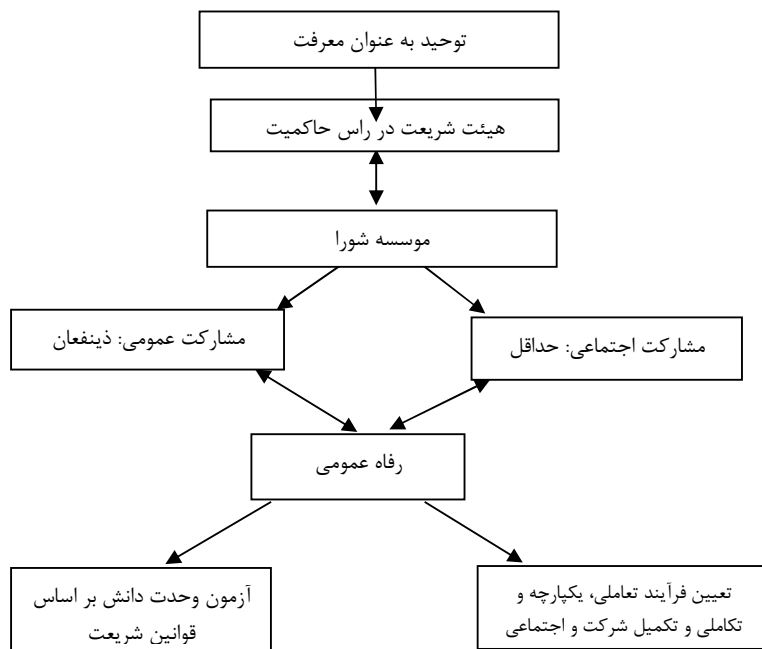 توحید به عنوان معرفت
هیئت شریعت در راس حاکمیت
موسسه شورا
مشارکت عمومی: ذینفعان
مشارکت اجتماعی: حداقل
رفاه عمومی
آزمون وحدت دانش بر اساس
قوانین شریعت
تعیین فرآیند تعاملی، یکپارچه و
تکاملی و تکمیل شرکت و اجتماعی